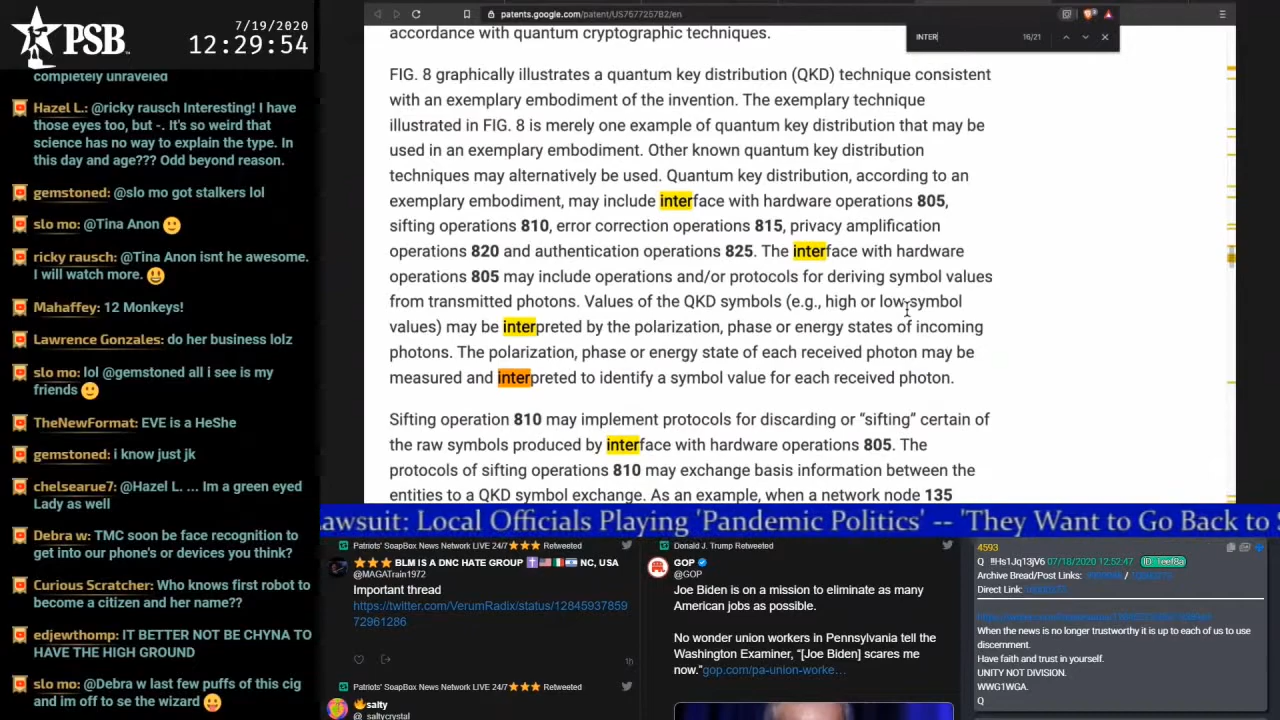 7/19/2020
PSB
12:29:54
completely unraveled
Hazel L.: @ricky rausch Interesting! I have
those eyes too, but -. It's so weird that
science has no way to explain the type. In
this day and age??? Odd beyond reason.
gemstoned: @slo mo got stalkers lol
slo mo: @Tina Anon 🙂
ricky rausch: @Tina Anon isnt he awesome.
I will watch more. 😃
Mahaffey: 12 Monkeys!
Lawrence Gonzales: do her business lolz
slo mo: lol @gemstoned all i see is my
friends 🙂
TheNewFormat: EVE is a HeShe
gemstoned: i know just jk
chelsearue7: @Hazel L. ... Im a green eyed
Lady as well
Debra w: TMC soon be face recognition to
get into our phone's or devices you think?
Curious Scratcher: Who knows first robot to
become a citizen and her name??
edjewthomp: IT BETTER NOT BE CHYNA TO
HAVE THE HIGH GROUND
slo mo: @Debra w last few puffs of this cig
and im off to se the wizard 😛
patents.google.com/patent/US7577257B2/en
INTER
16/21
accordance with quantum cryptographic techniques.
FIG. 8 graphically illustrates a quantum key distribution (QKD) technique consistent
with an exemplary embodiment of the invention. The exemplary technique
illustrated in FIG. 8 is merely one example of quantum key distribution that may be
used in an exemplary embodiment. Other known quantum key distribution
techniques may alternatively be used. Quantum key distribution, according to an
exemplary embodiment, may include interface with hardware operations 805,
sifting operations 810, error correction operations 815, privacy amplification
operations 820 and authentication operations 825. The interface with hardware
operations 805 may include operations and/or protocols for deriving symbol values
from transmitted photons. Values of the QKD symbols (e.g., high or low symbol
values) may be interpreted by the polarization, phase or energy states of incoming
photons. The polarization, phase or energy state of each received photon may be
measured and interpreted to identify a symbol value for each received photon.
Sifting operation 810 may implement protocols for discarding or “sifting” certain of
the raw symbols produced by interface with hardware operations 805. The
protocols of sifting operations 810 may exchange basis information between the
entities to a QKD symbol exchange. As an example, when a network node 135
awsuit: Local Officials Playing 'Pandemic Politics' -- 'They Want to Go Back to
Patriots' SoapBox News Network LIVE 24/7⭐⭐⭐ Retweeted
⭐⭐⭐ BLM IS A DNC HATE GROUP NC, USA
@MAGATrain1972
Important thread
https://twitter.com/VerumRadix/status/12845937859
72961286
1h
Patriots' SoapBox News Network LIVE 24/7⭐⭐⭐ Retweeted
salty
@_saltycrystal
Donald J. Trump Retweeted
GOP
@GOP
Joe Biden is on a mission to eliminate as many
American jobs as possible.
No wonder union workers in Pennsylvania tell the
Washington Examiner, “[Joe Biden] scares me
now.”gop.com/pa-union-worke…
4593
Q !!Hs1Jq13jV6 07/18/2020 12:52:47 ID: 1eef8a
Archive Bread/Post Links: /
Direct Link:
When the news is no longer trustworthy it is up to each of us to use
discernment.
Have faith and trust in yourself.
UNITY NOT DIVISION.
WWG1WGA.
Q